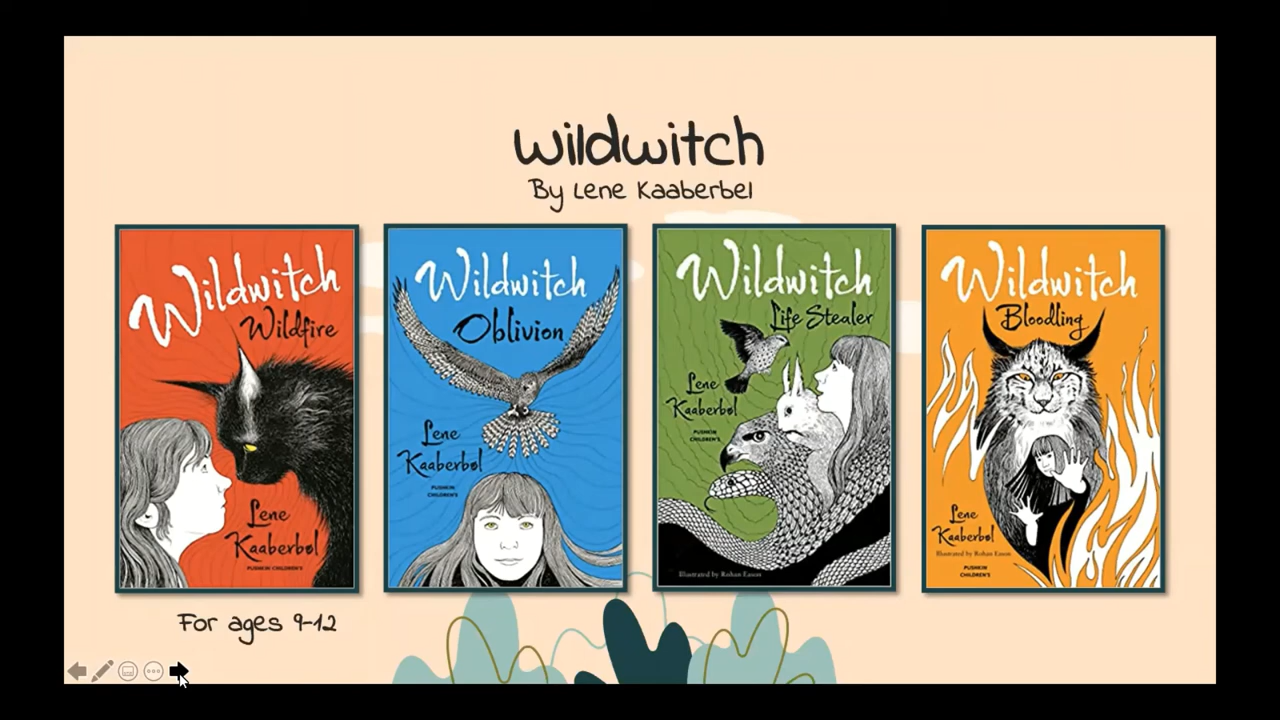 Wildwitch
By Lene Kaaberbel
Wildwitch
Wildfire
Lene
Kaaberbøl
PUSHKIN CHILDREN'S
Wildwitch
Oblivion
Lene
Kaaberbøl
PUSHKIN
CHILDREN'S
Wildwitch
Life Stealer
Lene
Kaaberbøl
PUSHKIN
CHILDREN'S
Illustrated by Rohan Eason
Wildwitch
Bloodling
Lene
Kaaberbøl
Illustrated by Rohan Eason
PUSHKIN
CHILDREN'S
For ages 9-12